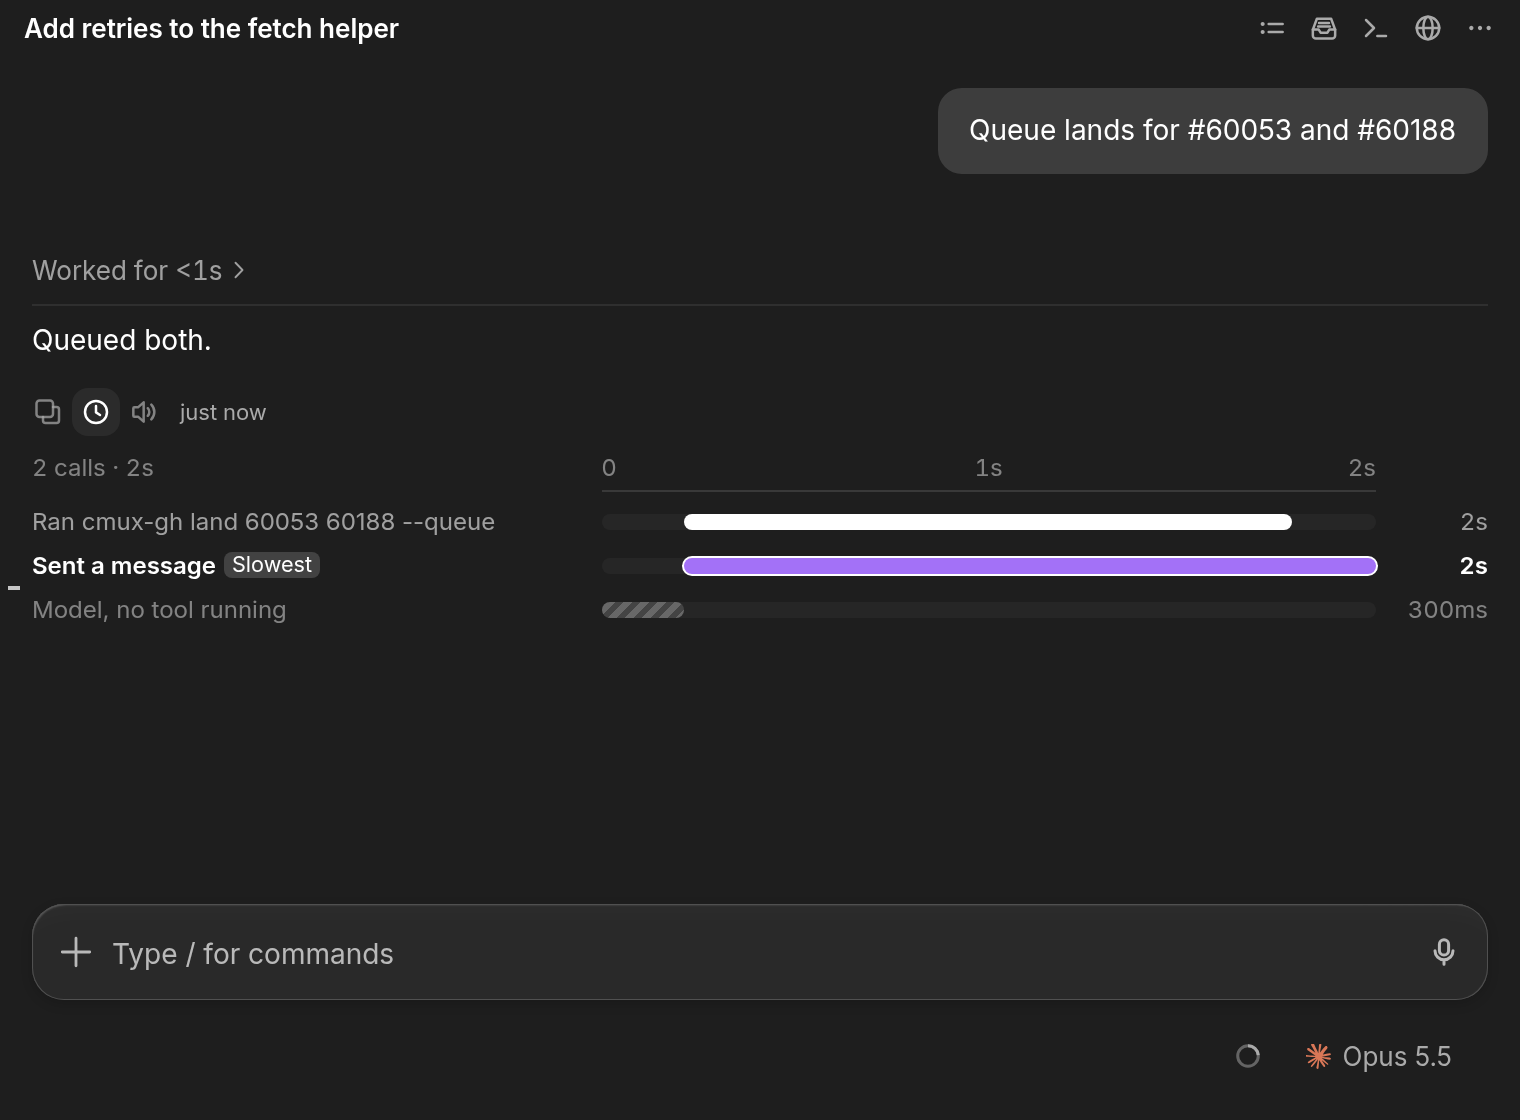 Add retries to the fetch helper
Queue lands for #60053 and #60188
Worked for <1s
Queued both.
just now
2 calls · 2s
0 1s 2s
Ran cmux-gh land 60053 60188 --queue 2s
Sent a message Slowest 2s
Model, no tool running 300ms
Type / for commands
Opus 5.5